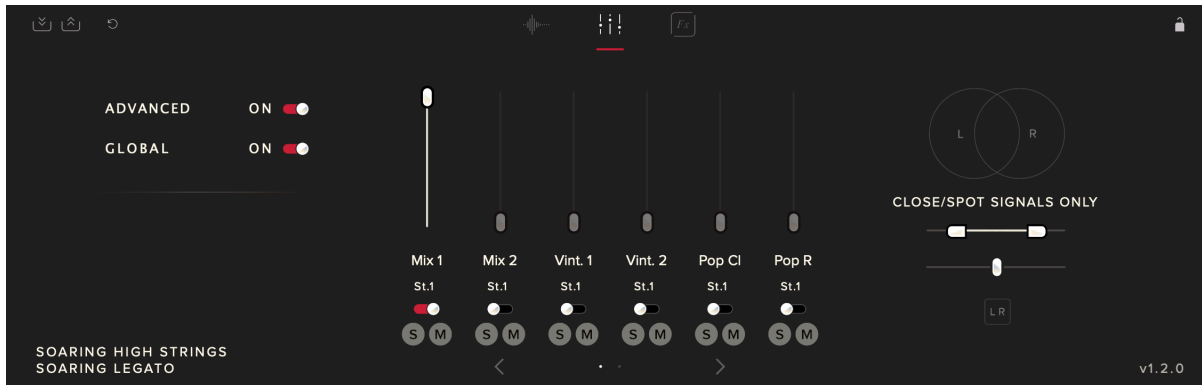 Fx
ADVANCED ON
GLOBAL ON
L R
CLOSE/SPOT SIGNALS ONLY
Mix 1 Mix 2 Vint. 1 Vint. 2 Pop Cl Pop R
St.1 St.1 St.1 St.1 St.1 St.1
S M S M S M S M S M S M
L R
SOARING HIGH STRINGS
SOARING LEGATO
v1.2.0